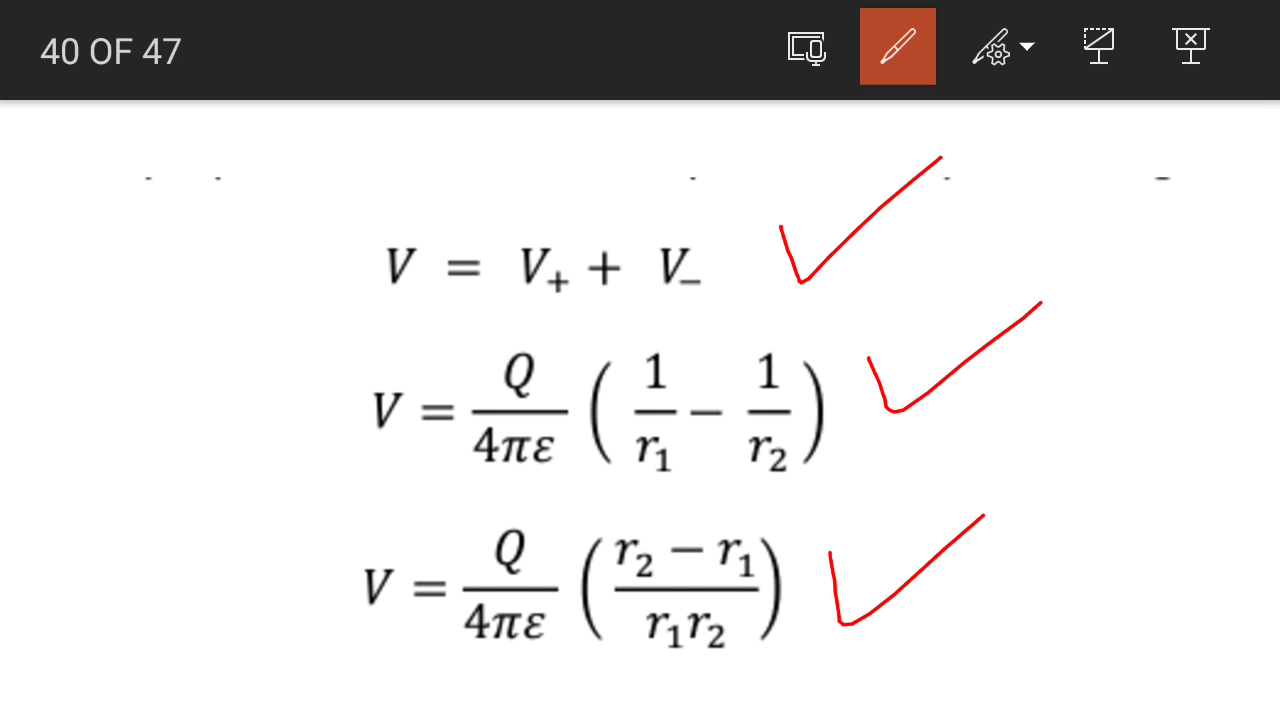 40 OF 47
V = V₊ + V₋
V = Q/4πε (1/r₁ − 1/r₂)
V = Q/4πε ((r₂ − r₁)/r₁r₂)